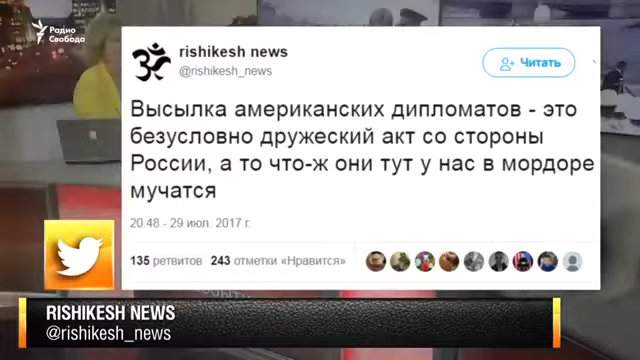 Радио
Свобода
rishikesh news
@rishikesh_news
Читать
Высылка американских дипломатов - это
безусловно дружеский акт со стороны
России, а то что-ж они тут у нас в мордоре
мучатся
20:48 - 29 июл. 2017 г.
135 ретвитов 243 отметки «Нравится»
RISHIKESH NEWS
@rishikesh_news